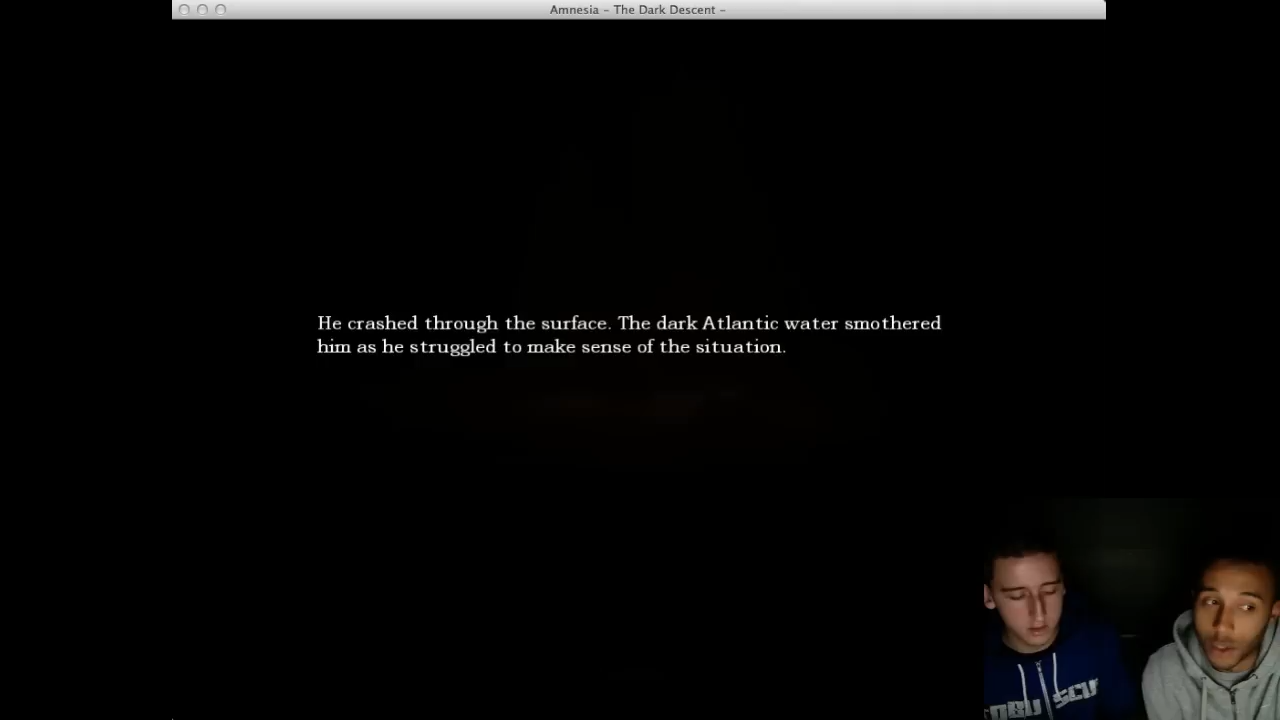 Amnesia - The Dark Descent -
He crashed through the surface. The dark Atlantic water smothered
him as he struggled to make sense of the situation.